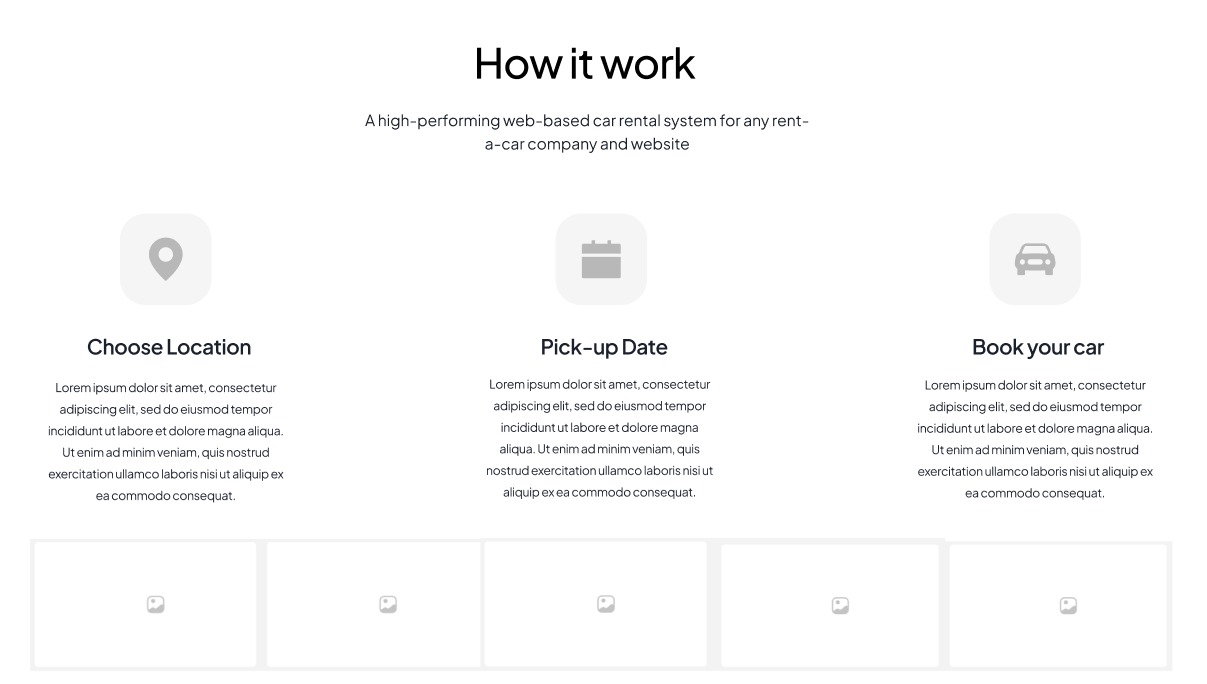 How it work
A high-performing web-based car rental system for any rent-
a-car company and website
Choose Location
Lorem ipsum dolor sit amet, consectetur
adipiscing elit, sed do eiusmod tempor
incididunt ut labore et dolore magna aliqua.
Ut enim ad minim veniam, quis nostrud
exercitation ullamco laboris nisi ut aliquip ex
ea commodo consequat.
Pick-up Date
Lorem ipsum dolor sit amet, consectetur
adipiscing elit, sed do eiusmod tempor
incididunt ut labore et dolore magna
aliqua. Ut enim ad minim veniam, quis
nostrud exercitation ullamco laboris nisi ut
aliquip ex ea commodo consequat.
Book your car
Lorem ipsum dolor sit amet, consectetur
adipiscing elit, sed do eiusmod tempor
incididunt ut labore et dolore magna aliqua.
Ut enim ad minim veniam, quis nostrud
exercitation ullamco laboris nisi ut aliquip ex
ea commodo consequat.